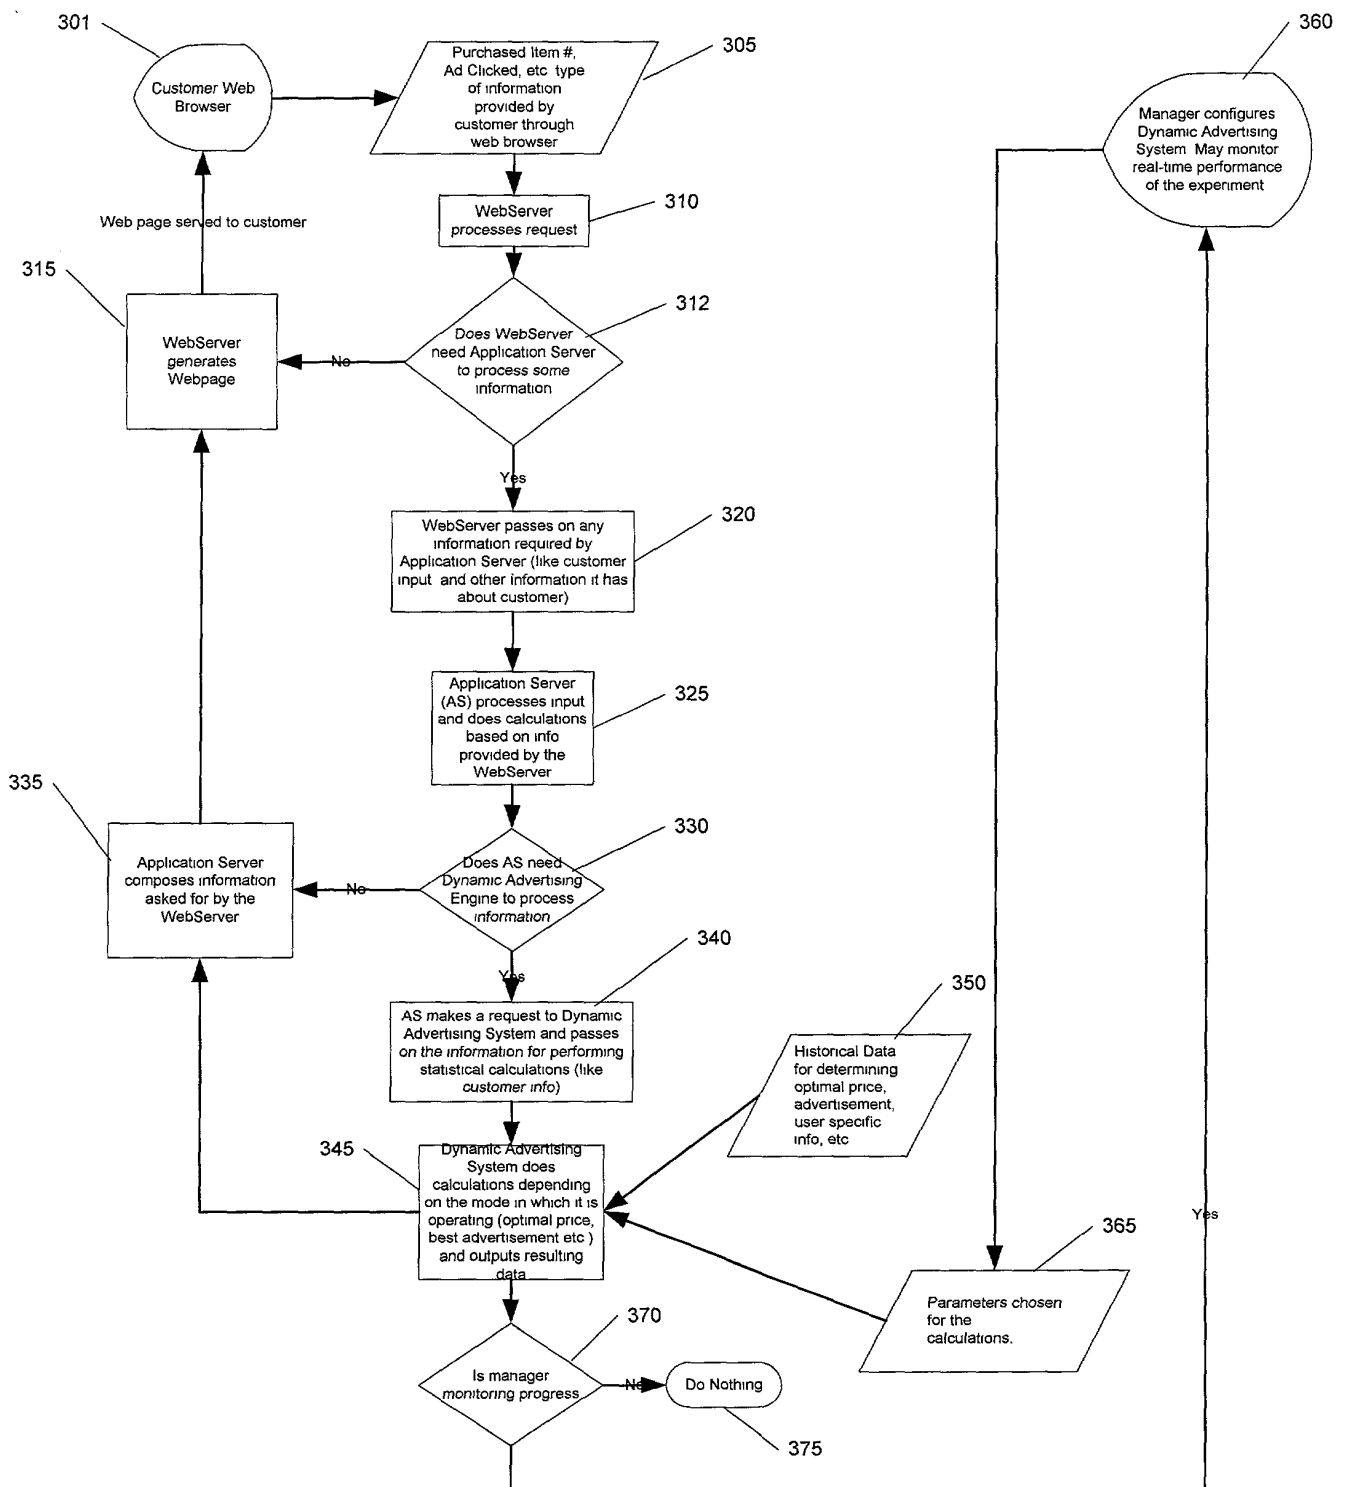 301
Customer Web
Browser
Purchased Item #,
Ad Clicked, etc type
of information
provided by
customer through
web browser
305
360
Manager configures
Dynamic Advertising
System May monitor
real-time performance
of the experiment
WebServer
processes request
310
Web page served to customer
315
WebServer
generates
Webpage
No
Does WebServer
need Application Server
to process some
information
312
Yes
WebServer passes on any
information required by
Application Server (like customer
input and other information it has
about customer)
320
Application Server
(AS) processes input
and does calculations
based on info
provided by the
WebServer
325
335
Application Server
composes information
asked for by the
WebServer
No
Does AS need
Dynamic Advertising
Engine to process
information
330
Yes
AS makes a request to Dynamic
Advertising System and passes
on the information for performing
statistical calculations (like
customer info)
340
350
Historical Data
for determining
optimal price,
advertisement,
user specific
info, etc
345
Dynamic Advertising
System does
calculations depending
on the mode in which it is
operating (optimal price,
best advertisement etc )
and outputs resulting
data
Yes
365
Parameters chosen
for the
calculations.
370
Is manager
monitoring progress
No
Do Nothing
375